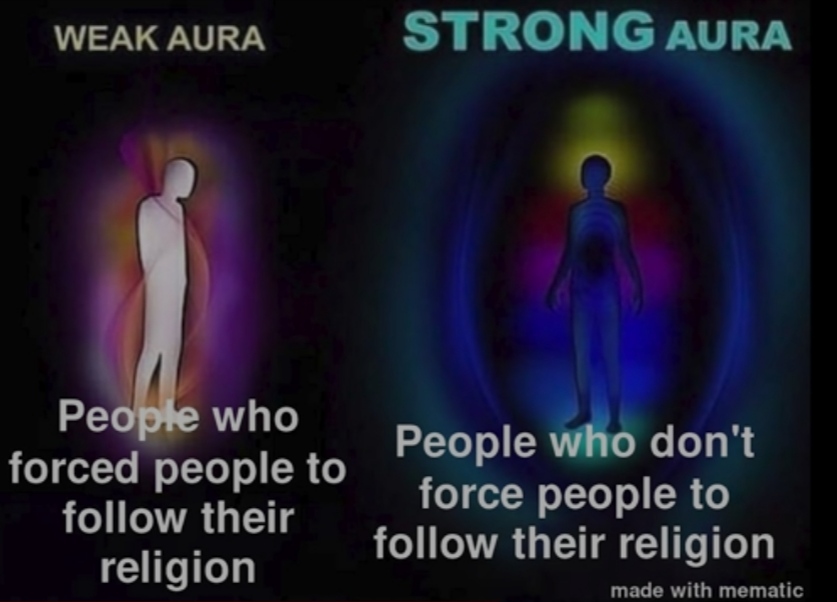 WEAK AURA
STRONG AURA
People who
forced people to
follow their
religion
People who don't
force people to
follow their religion
made with mematic